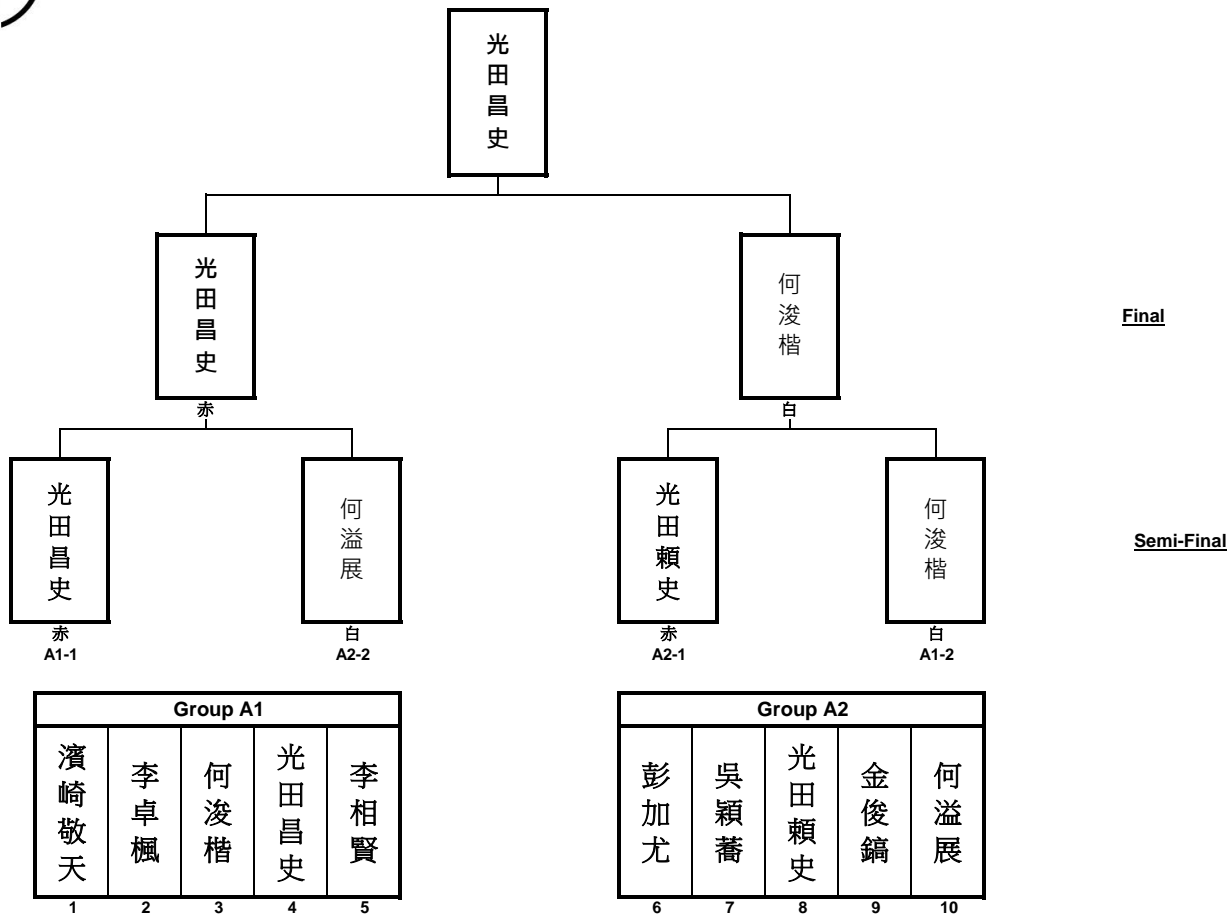 光田昌史
光田昌史
何浚楷
Final
赤
白
光田昌史
何溢展
光田頼史
何浚楷
Semi-Final
赤
白
赤
白
A1-1
A2-2
A2-1
A1-2
Group A1
Group A2
濱崎敬天
李卓楓
何浚楷
光田昌史
李相賢
彭加尤
吳穎蕎
光田頼史
金俊鎬
何溢展
1 2 3 4 5 6 7 8 9 10